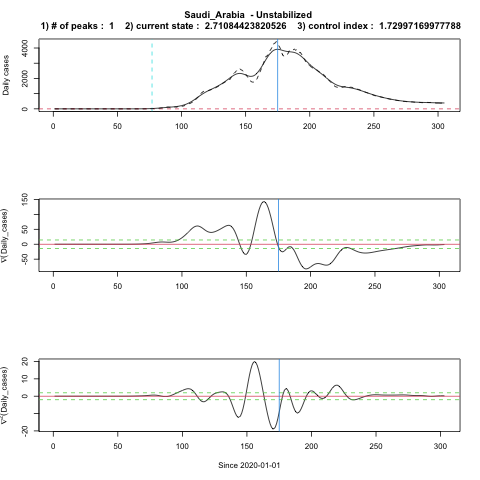 Saudi_Arabia - Unstabilized
1) # of peaks : 1 2) current state : 2.71084423820526 3) control index : 1.72997169977788
Daily cases
4000
2000
0
0 50 100 150 200 250 300
∇(Daily_cases)
150
50
0
-50
0 50 100 150 200 250 300
∇²(Daily_cases)
20
10
0
-20
0 50 100 150 200 250 300
Since 2020-01-01